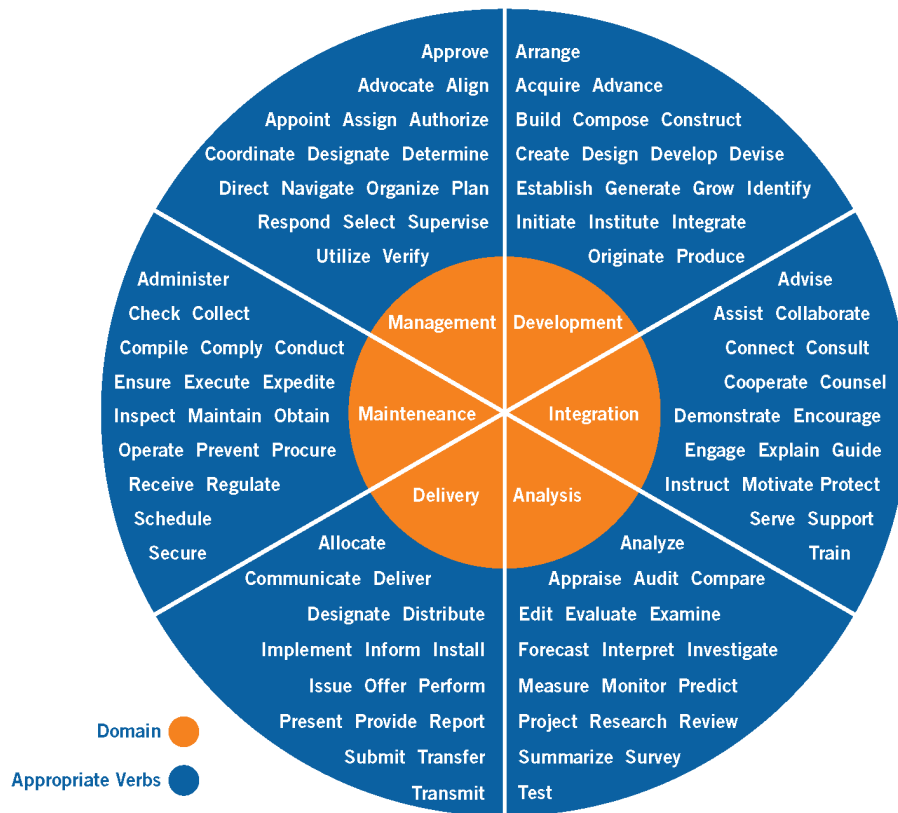 Approve
Advocate Align
Appoint Assign Authorize
Coordinate Designate Determine
Direct Navigate Organize Plan
Respond Select Supervise
Utilize Verify
Management
Arrange
Acquire Advance
Build Compose Construct
Create Design Develop Devise
Establish Generate Grow Identify
Initiate Institute Integrate
Originate Produce
Development
Administer
Check Collect
Compile Comply Conduct
Ensure Execute Expedite
Inspect Maintain Obtain
Operate Prevent Procure
Receive Regulate
Schedule
Secure
Mainteneance
Advise
Assist Collaborate
Connect Consult
Cooperate Counsel
Demonstrate Encourage
Engage Explain Guide
Instruct Motivate Protect
Serve Support
Train
Integration
Delivery
Allocate
Communicate Deliver
Designate Distribute
Implement Inform Install
Issue Offer Perform
Present Provide Report
Submit Transfer
Transmit
Analysis
Analyze
Appraise Audit Compare
Edit Evaluate Examine
Forecast Interpret Investigate
Measure Monitor Predict
Project Research Review
Summarize Survey
Test
Domain
Appropriate Verbs